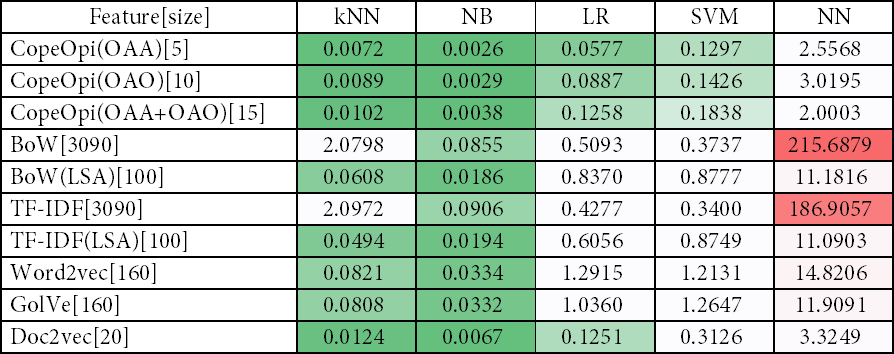 Feature[size] kNN NB LR SVM NN
CopeOpi(OAA)[5] 0.0072 0.0026 0.0577 0.1297 2.5568
CopeOpi(OAO)[10] 0.0089 0.0029 0.0887 0.1426 3.0195
CopeOpi(OAA+OAO)[15] 0.0102 0.0038 0.1258 0.1838 2.0003
BoW[3090] 2.0798 0.0855 0.5093 0.3737 215.6879
BoW(LSA)[100] 0.0608 0.0186 0.8370 0.8777 11.1816
TF-IDF[3090] 2.0972 0.0906 0.4277 0.3400 186.9057
TF-IDF(LSA)[100] 0.0494 0.0194 0.6056 0.8749 11.0903
Word2vec[160] 0.0821 0.0334 1.2915 1.2131 14.8206
GolVe[160] 0.0808 0.0332 1.0360 1.2647 11.9091
Doc2vec[20] 0.0124 0.0067 0.1251 0.3126 3.3249